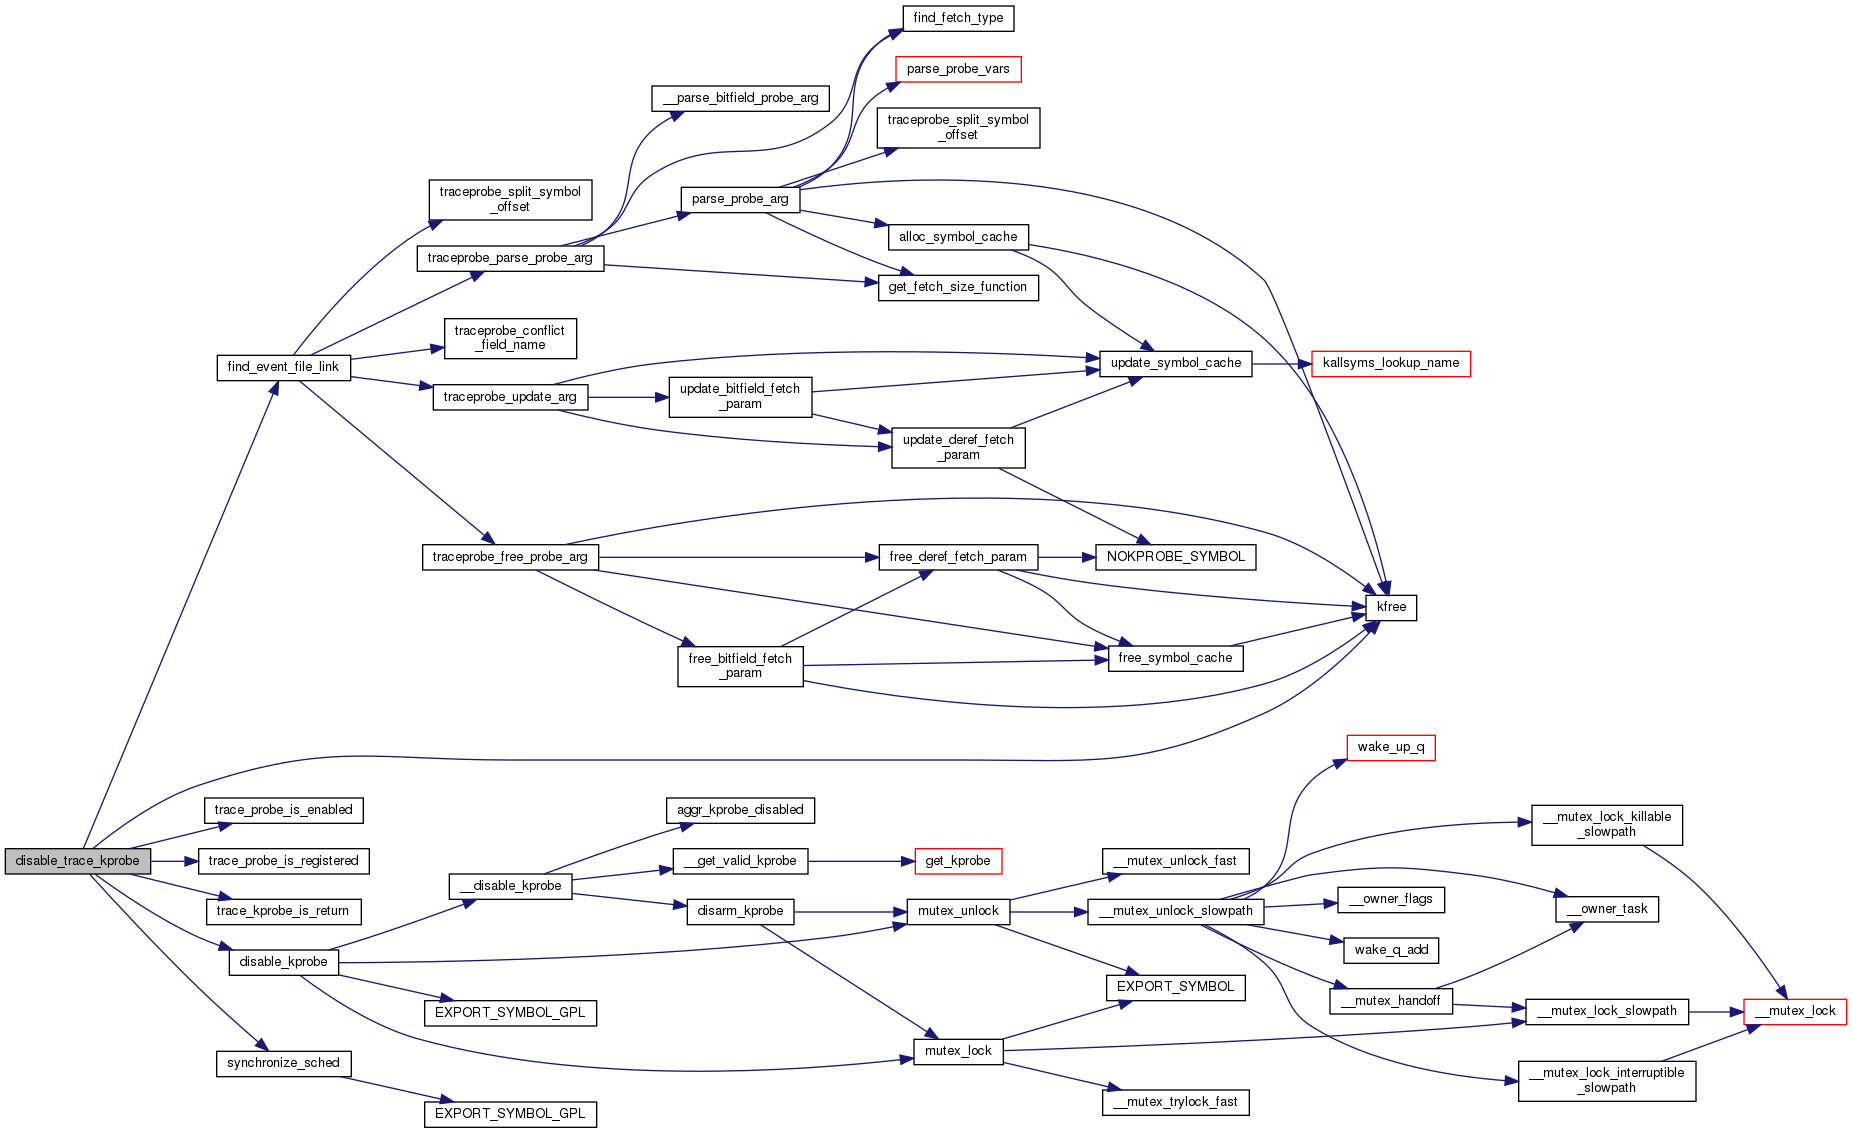 find_fetch_type
parse_probe_vars
__parse_bitfield_probe_arg
traceprobe_split_symbol
_offset
traceprobe_split_symbol
_offset
parse_probe_arg
alloc_symbol_cache
traceprobe_parse_probe_arg
get_fetch_size_function
traceprobe_conflict
_field_name
find_event_file_link
update_symbol_cache
kallsyms_lookup_name
traceprobe_update_arg
update_bitfield_fetch
_param
update_deref_fetch
_param
traceprobe_free_probe_arg
free_deref_fetch_param
NOKPROBE_SYMBOL
kfree
free_bitfield_fetch
_param
free_symbol_cache
wake_up_q
trace_probe_is_enabled
aggr_kprobe_disabled
__mutex_lock_killable
_slowpath
disable_trace_kprobe
trace_probe_is_registered
__get_valid_kprobe
get_kprobe
__mutex_unlock_fast
__disable_kprobe
trace_kprobe_is_return
disarm_kprobe
mutex_unlock
__mutex_unlock_slowpath
__owner_flags
__owner_task
wake_q_add
disable_kprobe
EXPORT_SYMBOL
__mutex_handoff
EXPORT_SYMBOL_GPL
__mutex_lock_slowpath
__mutex_lock
mutex_lock
synchronize_sched
__mutex_lock_interruptible
_slowpath
__mutex_trylock_fast
EXPORT_SYMBOL_GPL